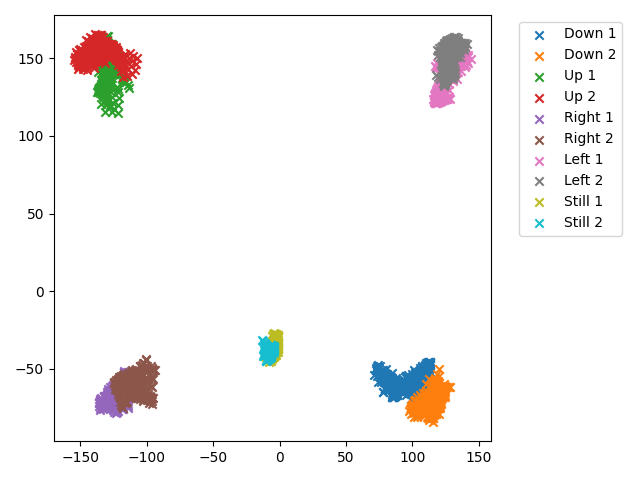 150
100
50
0
−50
−150
−100
−50
0
50
100
150
Down 1
Down 2
Up 1
Up 2
Right 1
Right 2
Left 1
Left 2
Still 1
Still 2